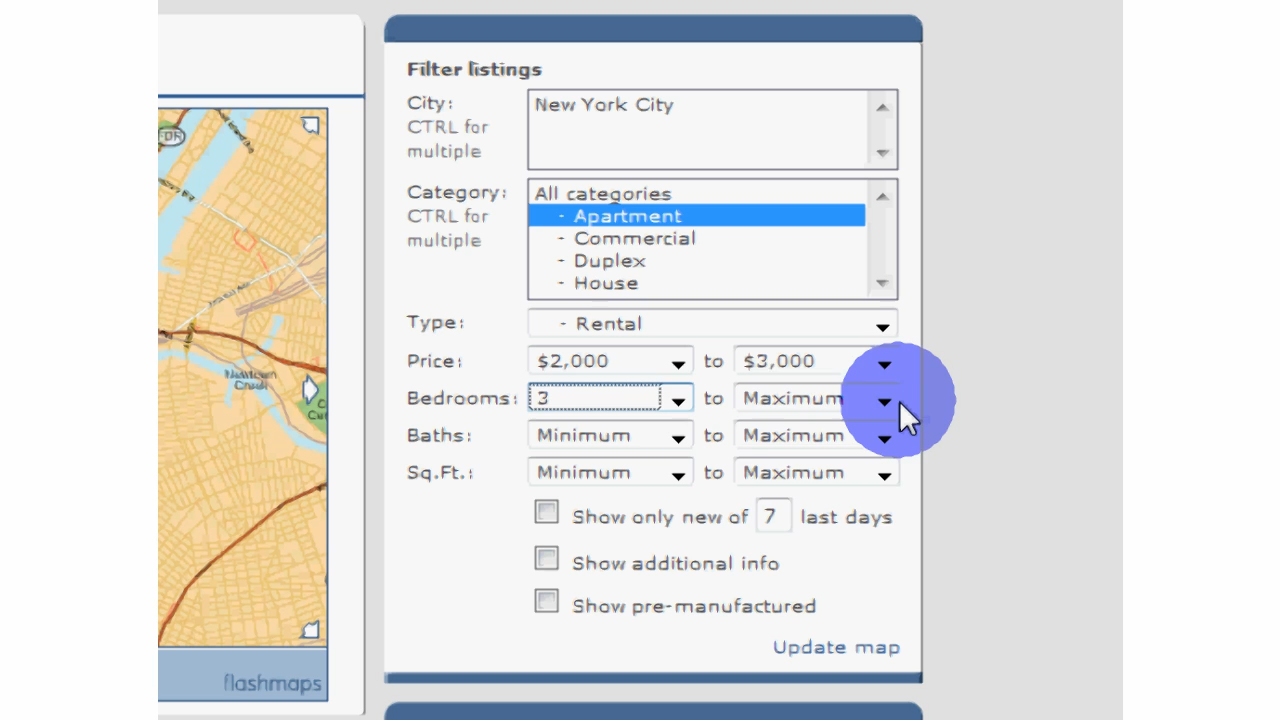 Filter listings
City:
CTRL for
multiple
New York City
Category:
CTRL for
multiple
All categories
- Apartment
- Commercial
- Duplex
- House
Type: - Rental
Price: $2,000 to $3,000
Bedrooms: 3 to Maximum
Baths: Minimum to Maximum
Sq.Ft.: Minimum to Maximum
Show only new of 7 last days
Show additional info
Show pre-manufactured
Update map
Newtown
Creek
flashmaps